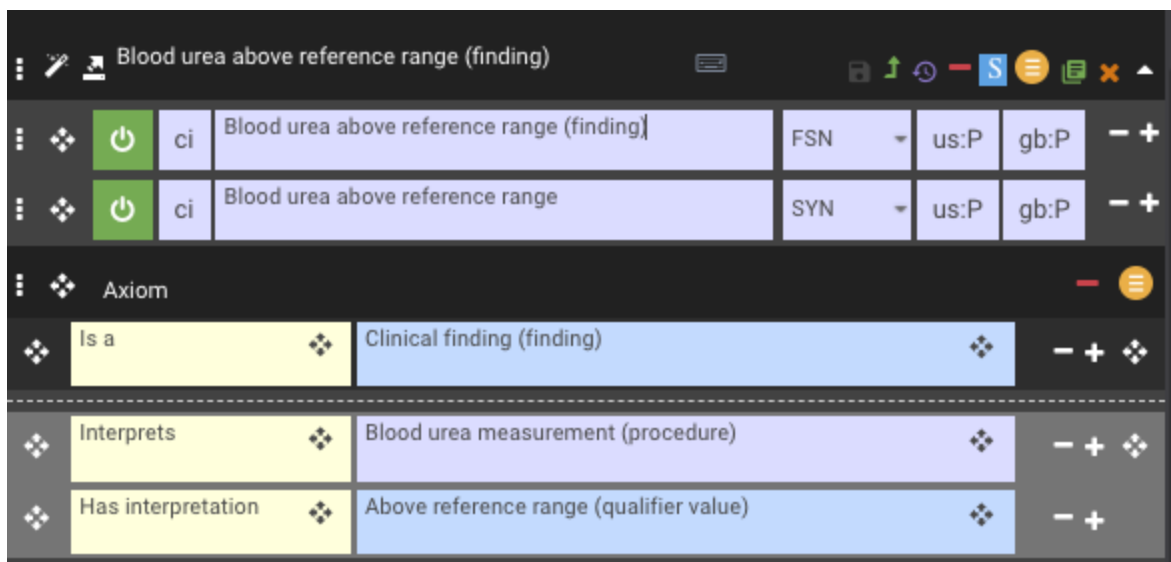 Blood urea above reference range (finding)
S
ci Blood urea above reference range (finding) FSN us:P gb:P
ci Blood urea above reference range SYN us:P gb:P
Axiom
Is a Clinical finding (finding)
Interprets Blood urea measurement (procedure)
Has interpretation Above reference range (qualifier value)